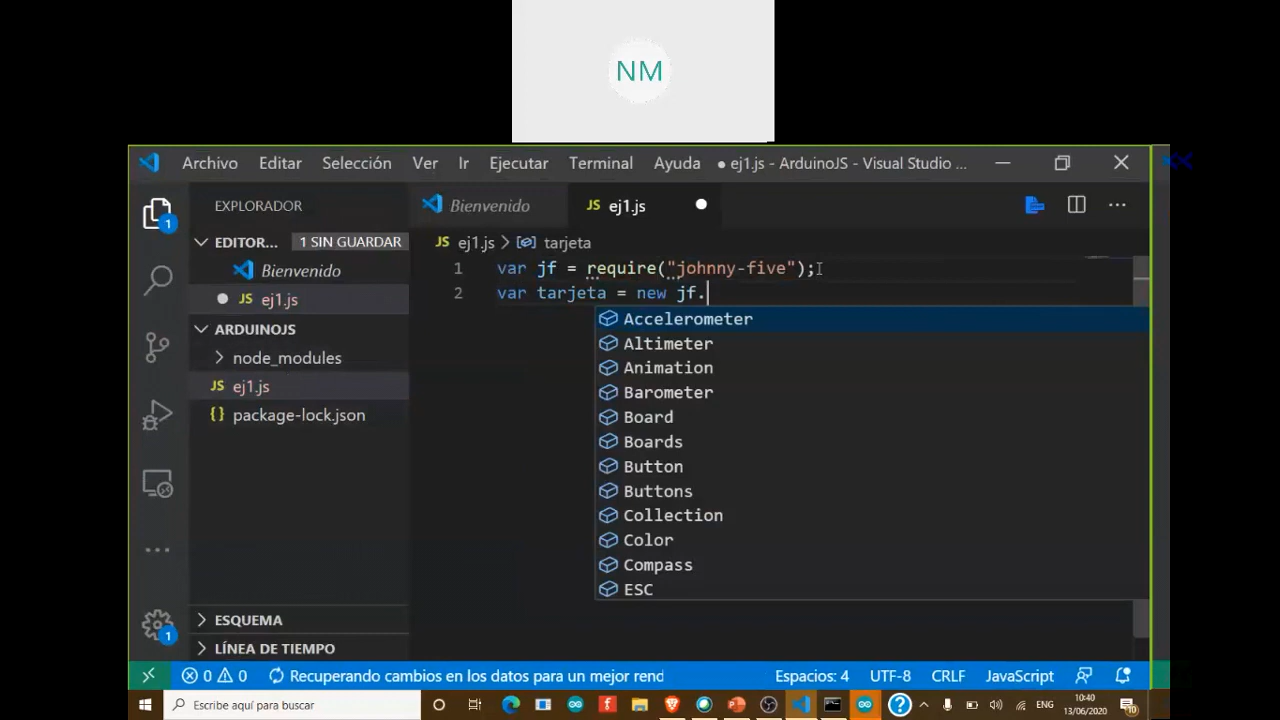 NM
Archivo Editar Selección Ver Ir Ejecutar Terminal Ayuda ● ej1.js - ArduinoJS - Visual Studio ...
EXPLORADOR
Bienvenido
JS ej1.js
EDITOR... 1 SIN GUARDAR
Bienvenido
JS ej1.js
ARDUINOJS
node_modules
JS ej1.js
{} package-lock.json
ESQUEMA
LÍNEA DE TIEMPO
1
1
JS ej1.js > tarjeta
1 var jf = require("johnny-five");
2 var tarjeta = new jf.
Accelerometer
Altimeter
Animation
Barometer
Board
Boards
Button
Buttons
Collection
Color
Compass
ESC
0 0 Recuperando cambios en los datos para un mejor rend Espacios: 4 UTF-8 CRLF JavaScript
Escribe aquí para buscar
ENG
10:40
13/06/2020
10